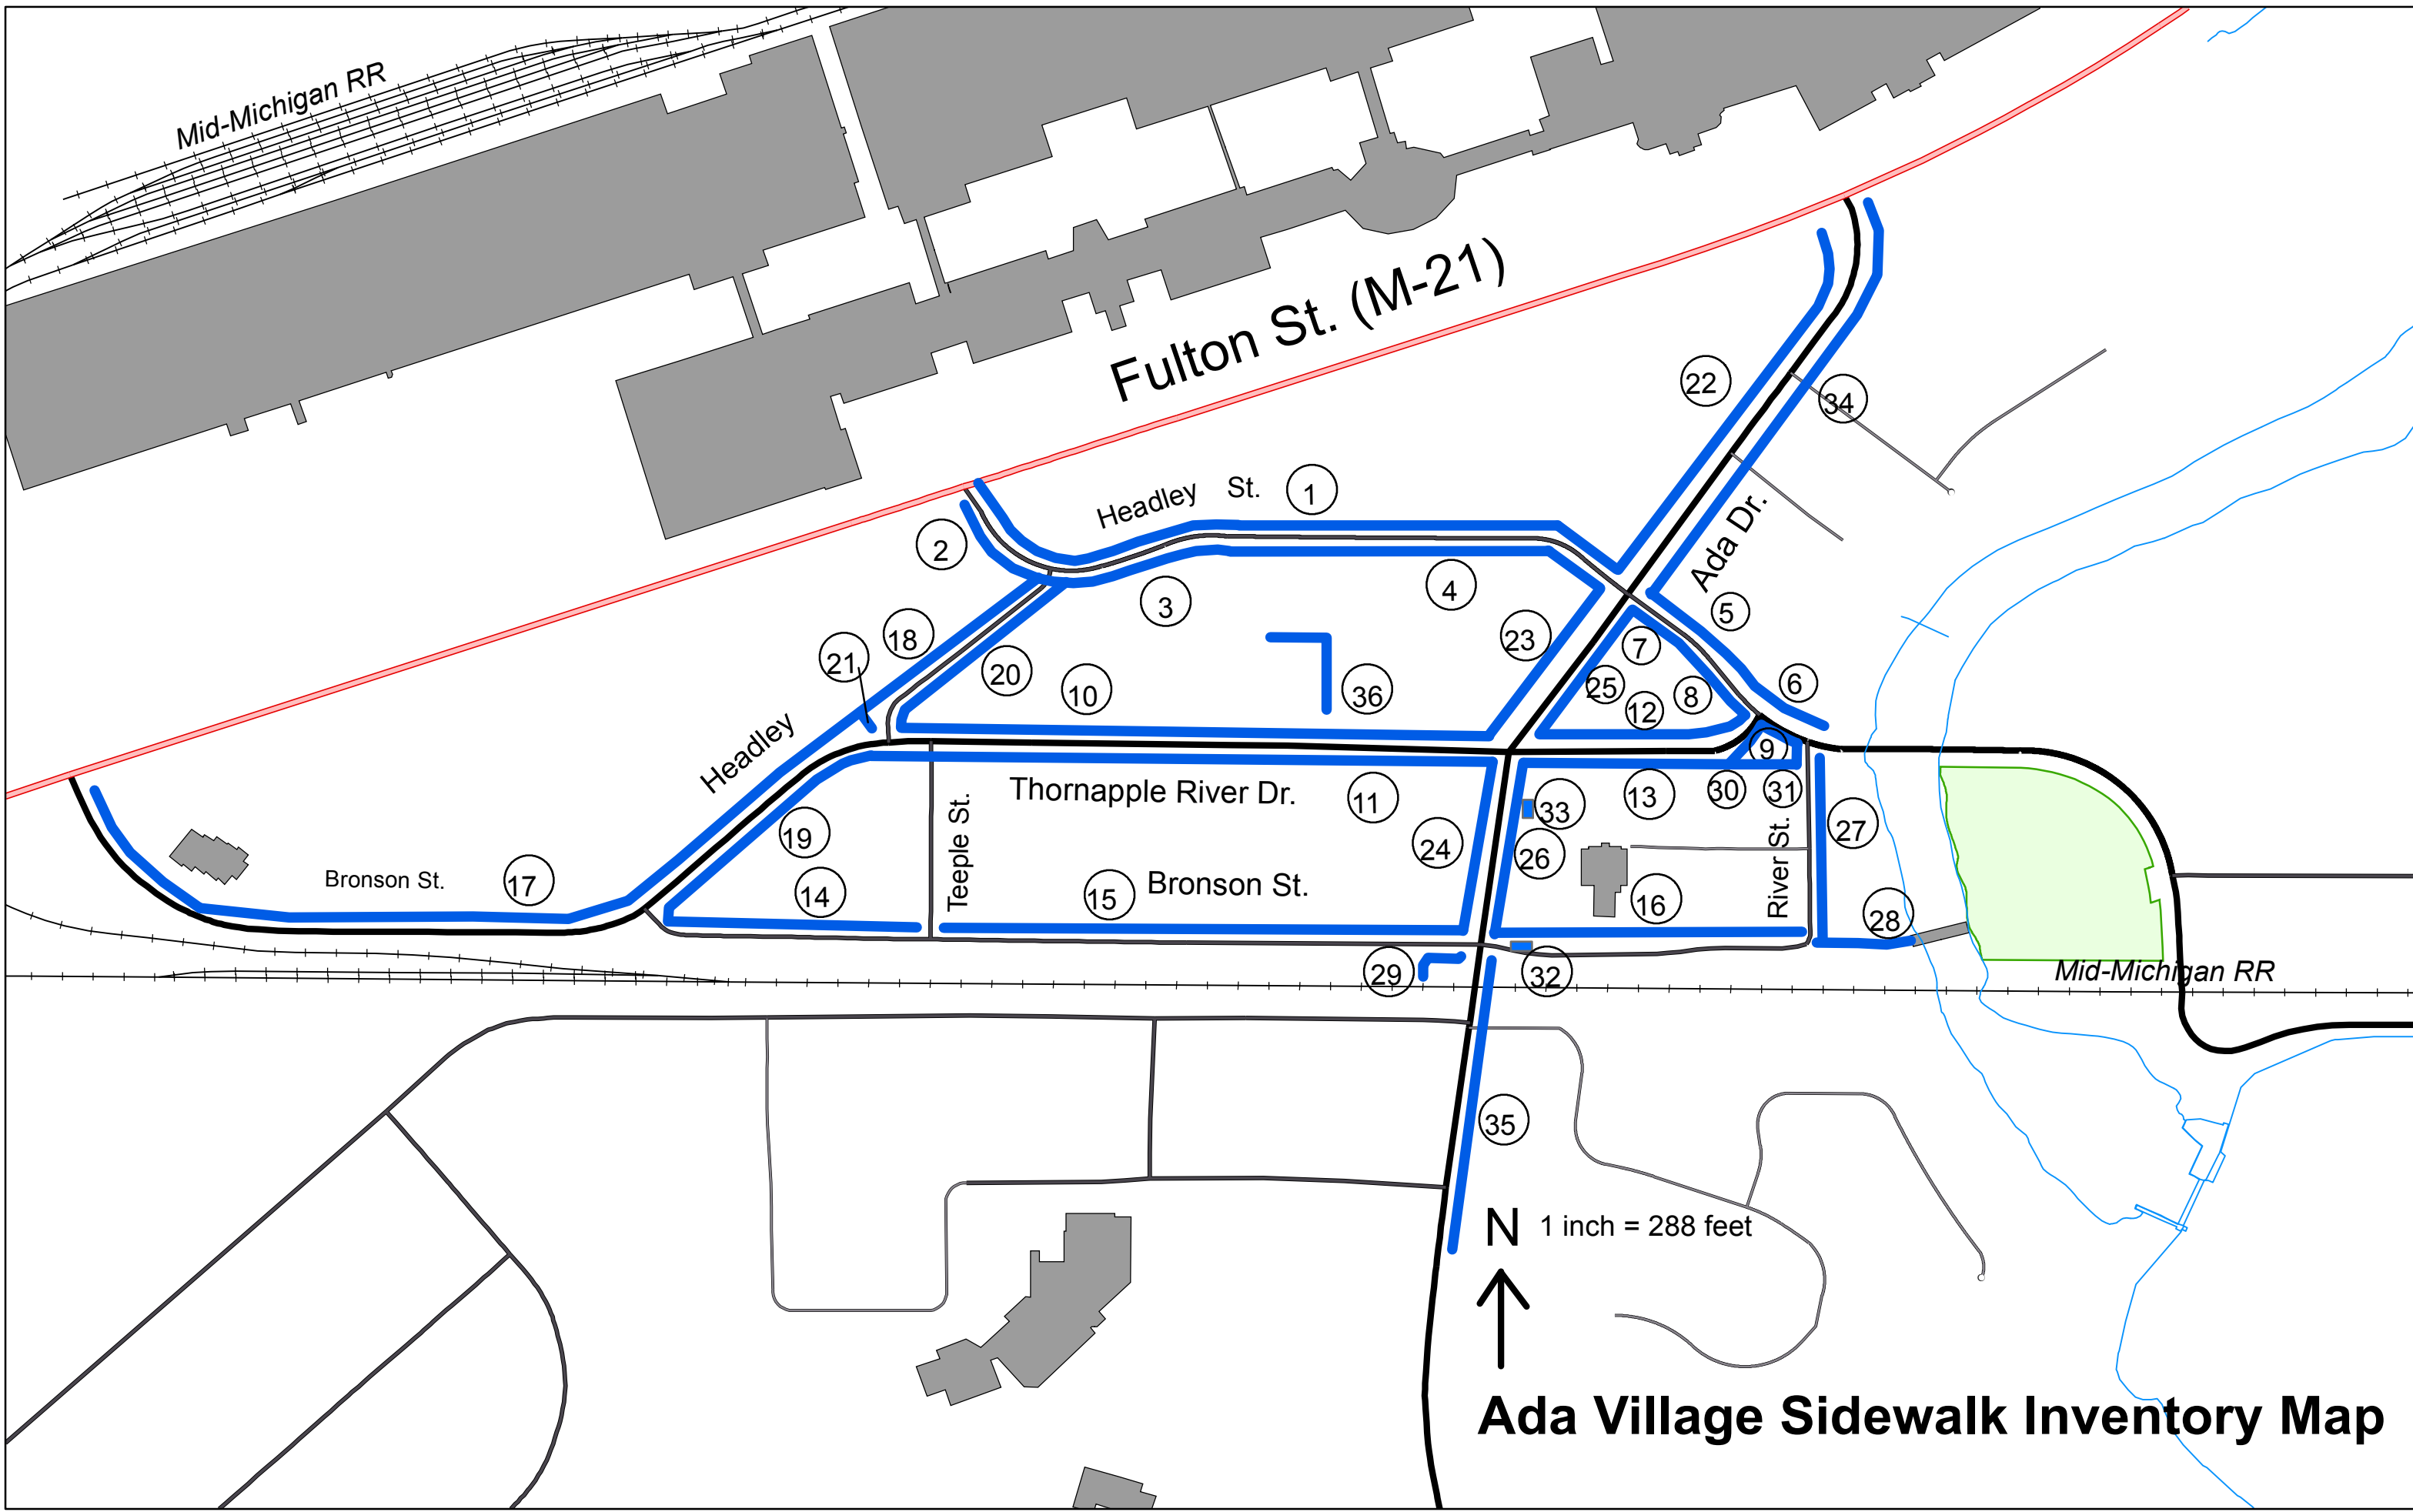 Mid-Michigan RR
Fulton St. (M-21)
22
34
Headley St.
1
2
Ada Dr.
3
4
5
23
7
18
21
20
10
36
25
12
8
6
Headley
9
Thornapple River Dr.
11
33
13
30
31
19
Teeple St.
24
26
River St.
27
Bronson St.
17
14
15
Bronson St.
16
28
29
32
Mid-Michigan RR
35
N
1 inch = 288 feet
Ada Village Sidewalk Inventory Map